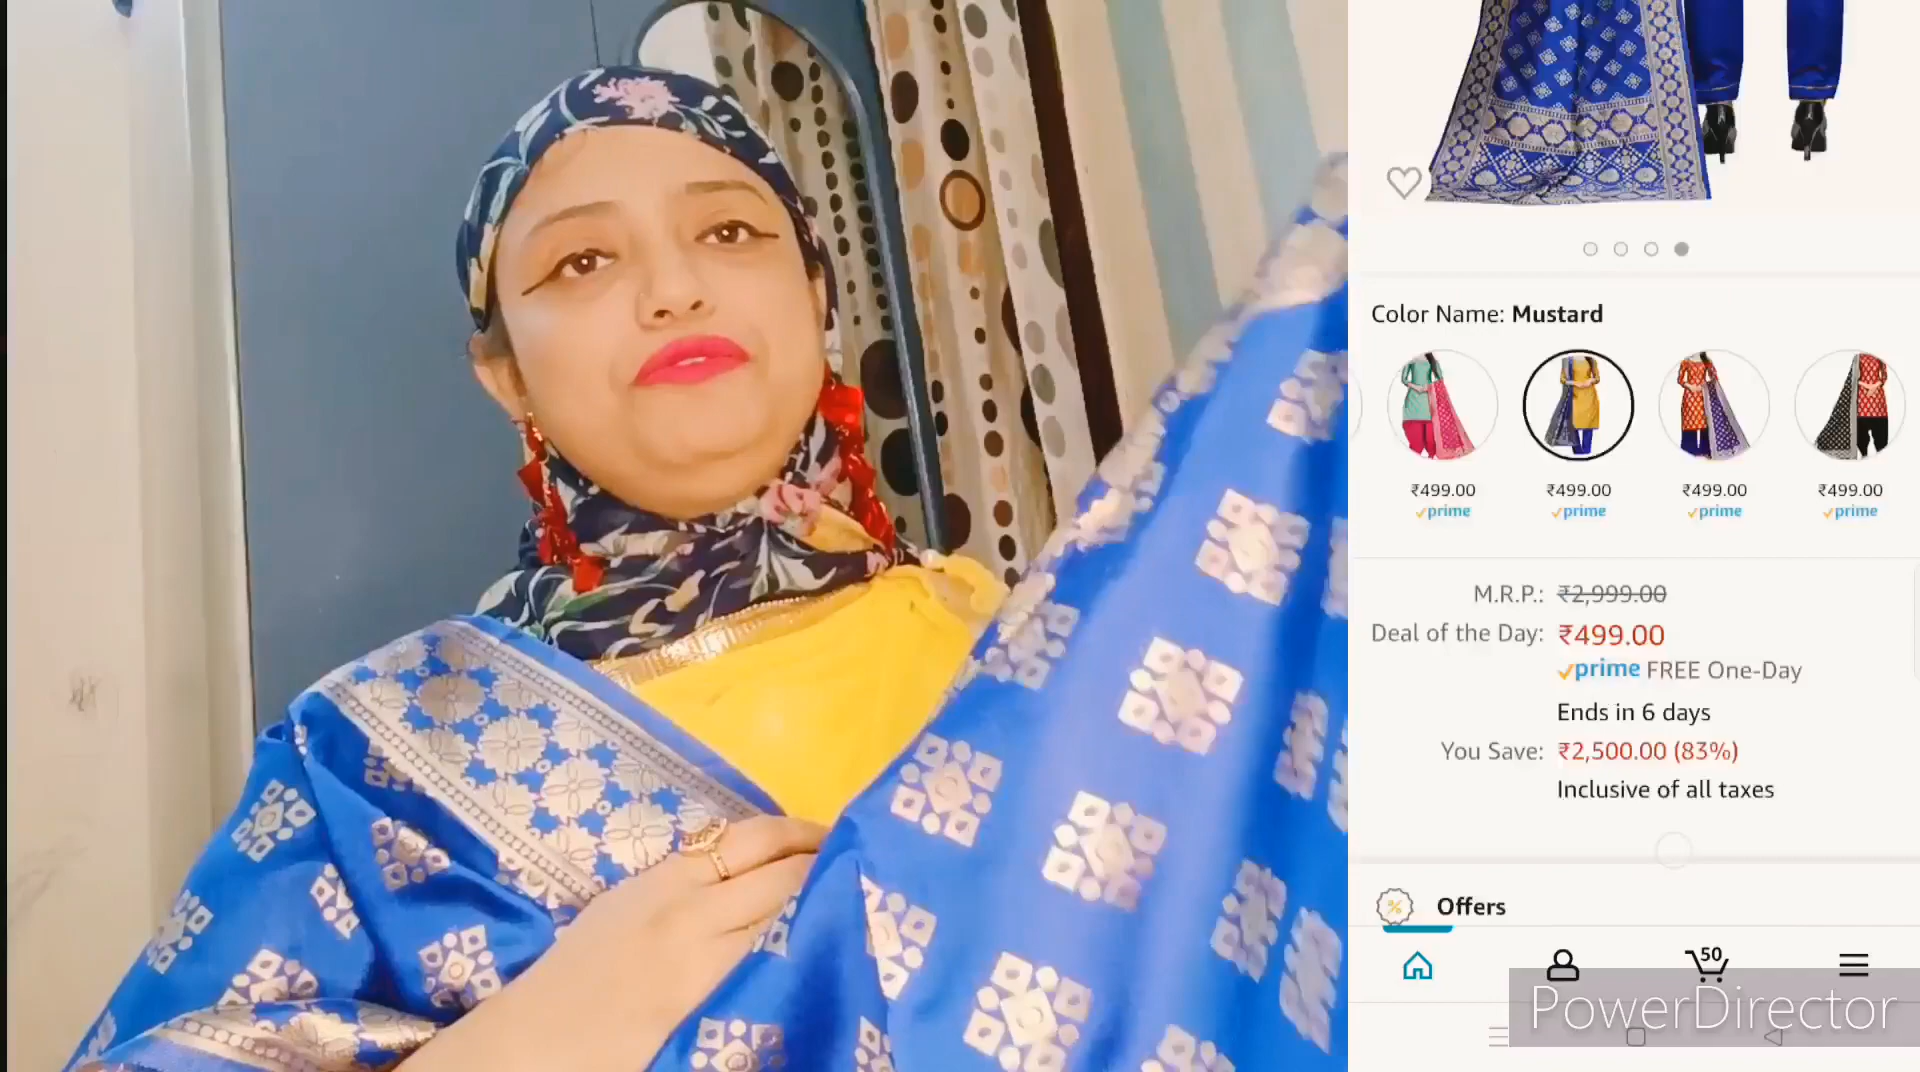 Color Name: Mustard
₹499.00 ₹499.00 ₹499.00 ₹499.00
prime prime prime prime
M.R.P.: ₹2,999.00
Deal of the Day: ₹499.00
prime FREE One-Day
Ends in 6 days
You Save: ₹2,500.00 (83%)
Inclusive of all taxes
% Offers
50
PowerDirector